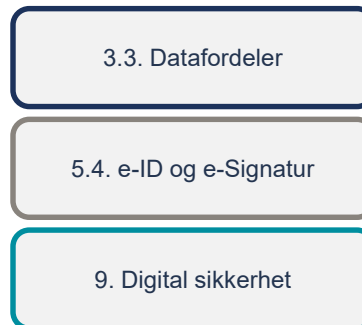 3.3. Datafordeler
5.4. e-ID og e-Signatur
9. Digital sikkerhet